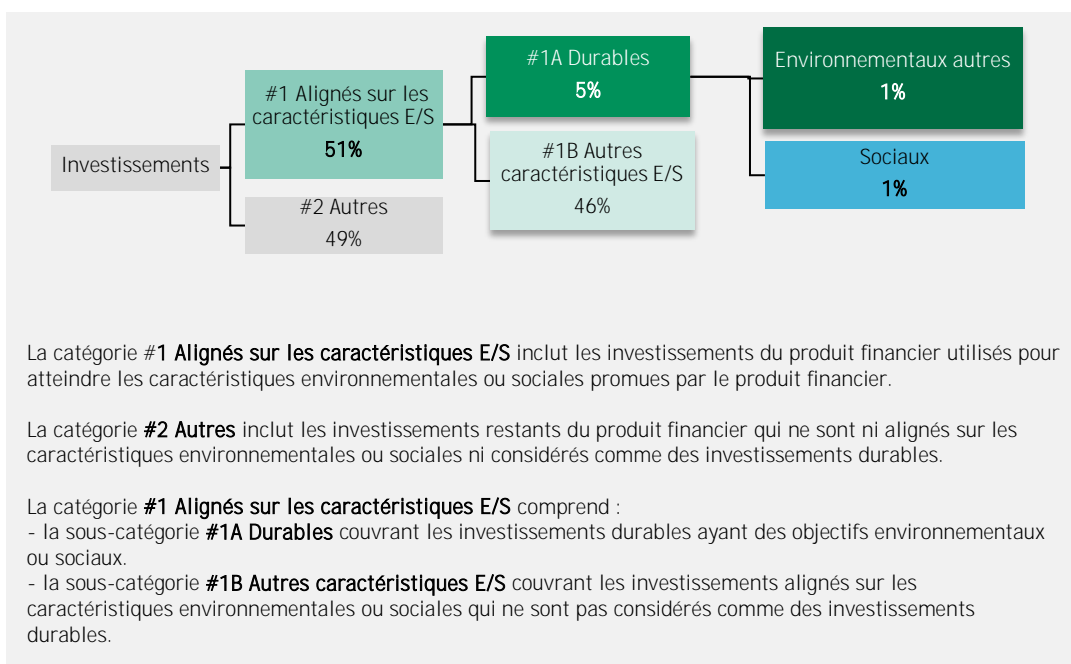 #1A Durables
5%
Environnementaux autres
1%
#1 Alignés sur les
caractéristiques E/S
51%
Investissements
#1B Autres
caractéristiques E/S
46%
Sociaux
1%
#2 Autres
49%
La catégorie #1 Alignés sur les caractéristiques E/S inclut les investissements du produit financier utilisés pour
atteindre les caractéristiques environnementales ou sociales promues par le produit financier.
La catégorie #2 Autres inclut les investissements restants du produit financier qui ne sont ni alignés sur les
caractéristiques environnementales ou sociales ni considérés comme des investissements durables.
La catégorie #1 Alignés sur les caractéristiques E/S comprend :
- la sous-catégorie #1A Durables couvrant les investissements durables ayant des objectifs environnementaux
ou sociaux.
- la sous-catégorie #1B Autres caractéristiques E/S couvrant les investissements alignés sur les
caractéristiques environnementales ou sociales qui ne sont pas considérés comme des investissements
durables.